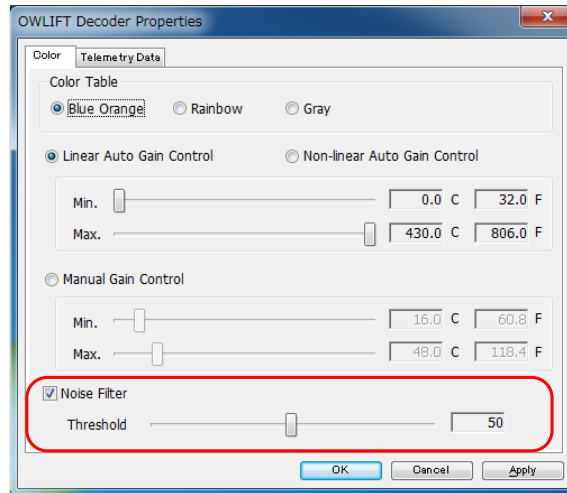 OWLIFT Decoder Properties
Color Telemetry Data
Color Table
Blue Orange Rainbow Gray
Linear Auto Gain Control Non-linear Auto Gain Control
Min. 0.0 C 32.0 F
Max. 430.0 C 806.0 F
Manual Gain Control
Min. 16.0 C 60.8 F
Max. 48.0 C 118.4 F
Noise Filter
Threshold 50
OK Cancel Apply